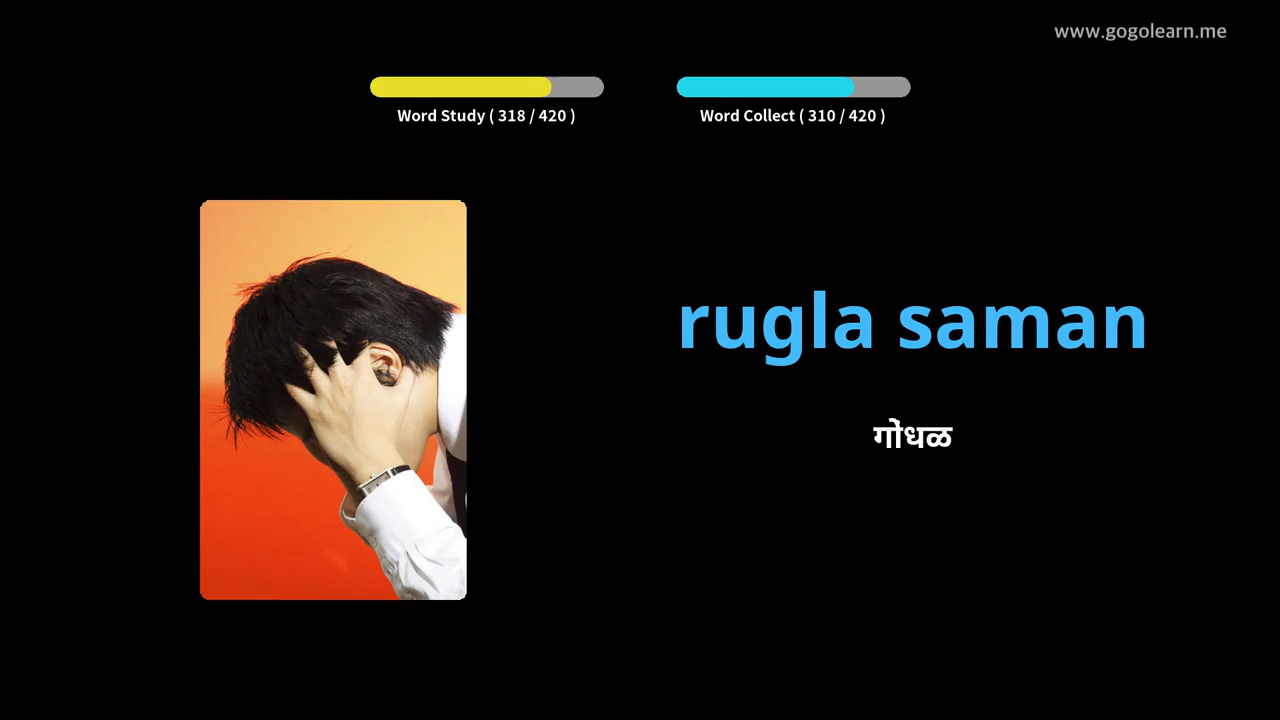 www.gogolearn.me
Word Study ( 318 / 420 )
Word Collect ( 310 / 420 )
rugla saman
गोंधळ